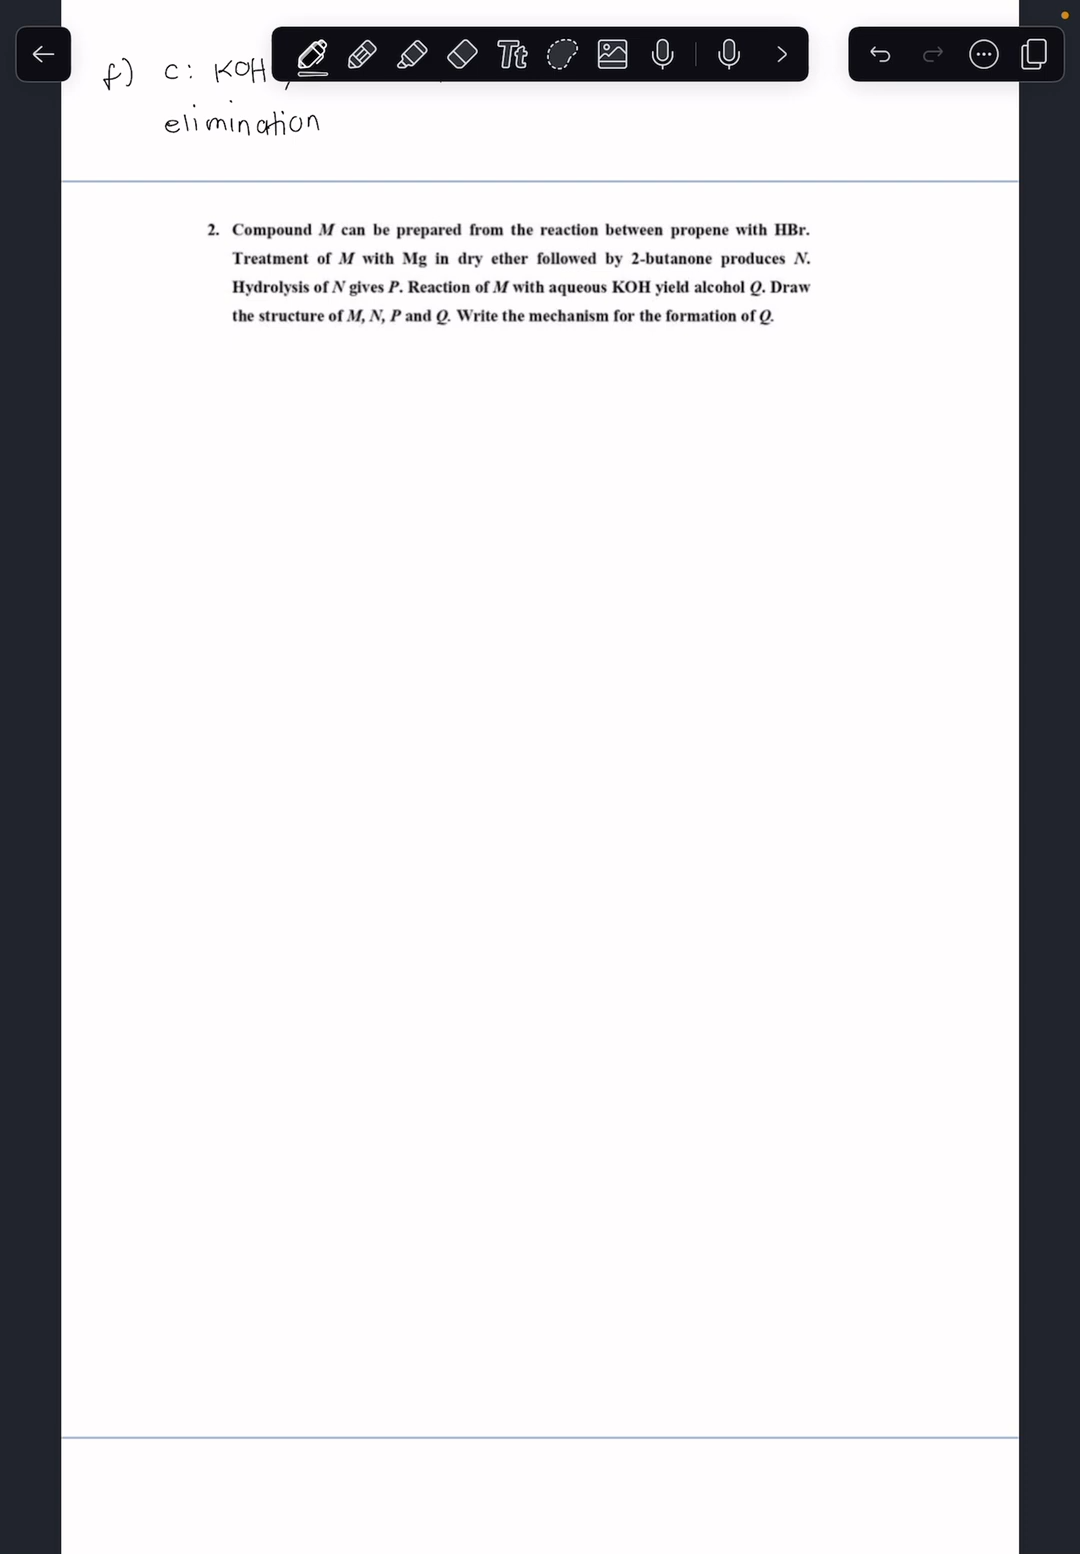 f) c: KOH
elimination
Tt
2. Compound M can be prepared from the reaction between propene with HBr.
Treatment of M with Mg in dry ether followed by 2-butanone produces N.
Hydrolysis of N gives P. Reaction of M with aqueous KOH yield alcohol Q. Draw
the structure of M, N, P and Q. Write the mechanism for the formation of Q.